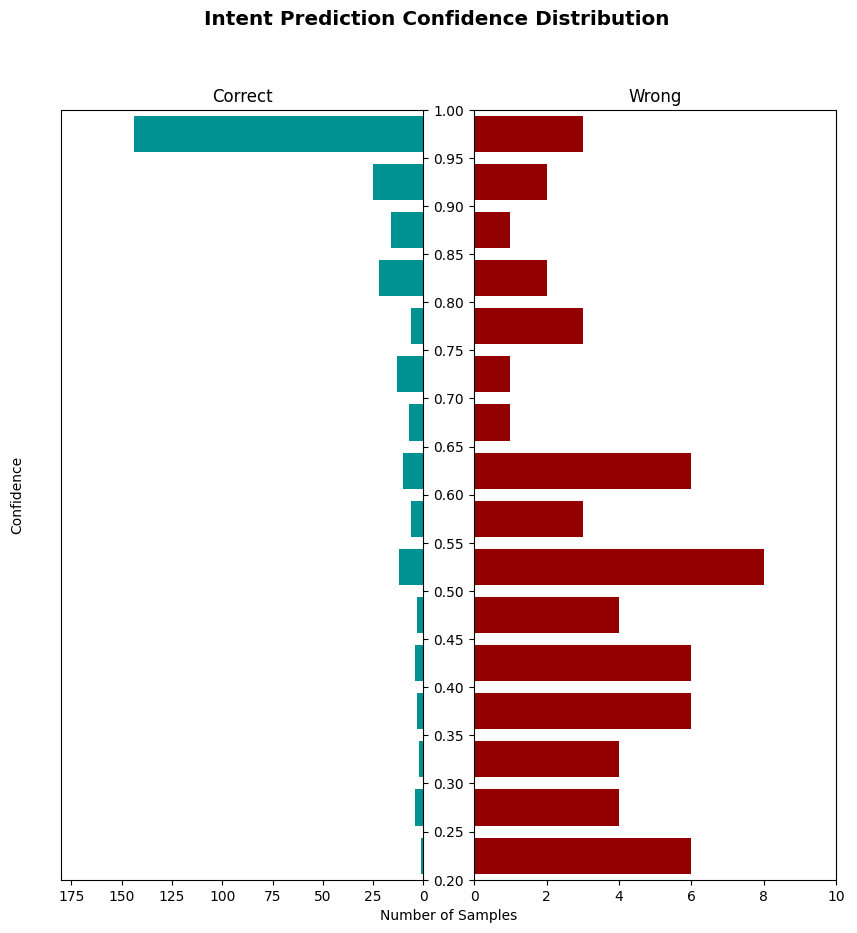 Intent Prediction Confidence Distribution
Correct
Wrong
1.00
0.95
0.90
0.85
0.80
0.75
0.70
0.65
0.60
0.55
0.50
0.45
0.40
0.35
0.30
0.25
0.20
Confidence
175 150 125 100 75 50 25 0
0 2 4 6 8 10
Number of Samples